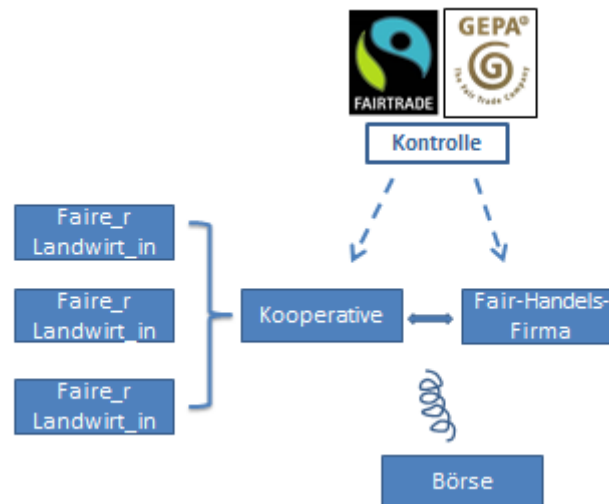 FAIRTRADE
GEPA®
The Fair Trade Company
Kontrolle
Faire_r
Landwirt_in
Faire_r
Landwirt_in
Faire_r
Landwirt_in
Kooperative
Fair-Handels-
Firma
Börse